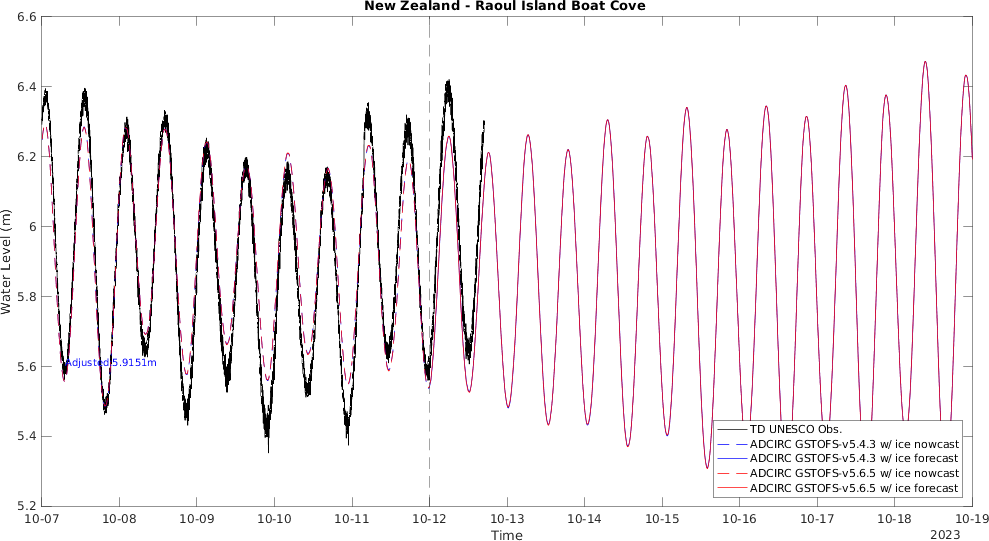 New Zealand - Raoul Island Boat Cove
6.6
6.4
6.2
6
5.8
5.6
5.4
5.2
Water Level (m)
Adjusted 5.9151m
TD UNESCO Obs.
ADCIRC GSTOFS-v5.4.3 w/ ice nowcast
ADCIRC GSTOFS-v5.4.3 w/ ice forecast
ADCIRC GSTOFS-v5.6.5 w/ ice nowcast
ADCIRC GSTOFS-v5.6.5 w/ ice forecast
10-07 10-08 10-09 10-10 10-11 10-12 10-13 10-14 10-15 10-16 10-17 10-18 10-19
Time
2023